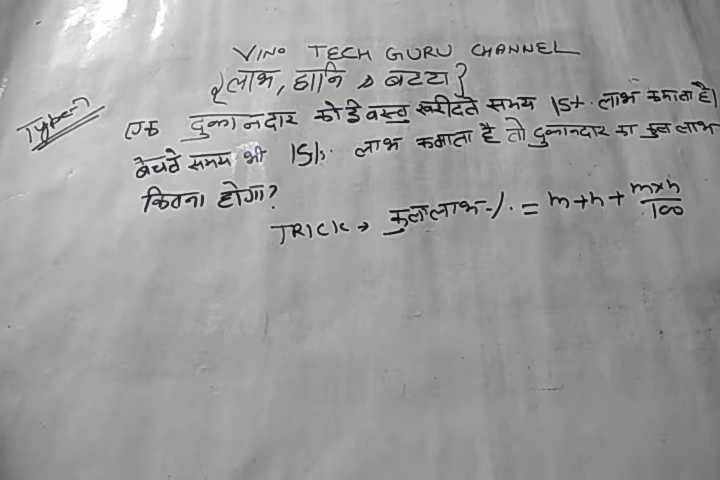 VINO TECH GURU CHANNEL
{लाभ, हानि & बट्टा}
Type-7
एक दुकानदार कोई वस्तु खरीदते समय 15%. लाभ कमाता है।
बेचते समय भी 15%. लाभ कमाता है तो दुकानदार का कुल लाभ
कितना होगा?
TRICK → कुल लाभ-%. = m+n+ m×n/100